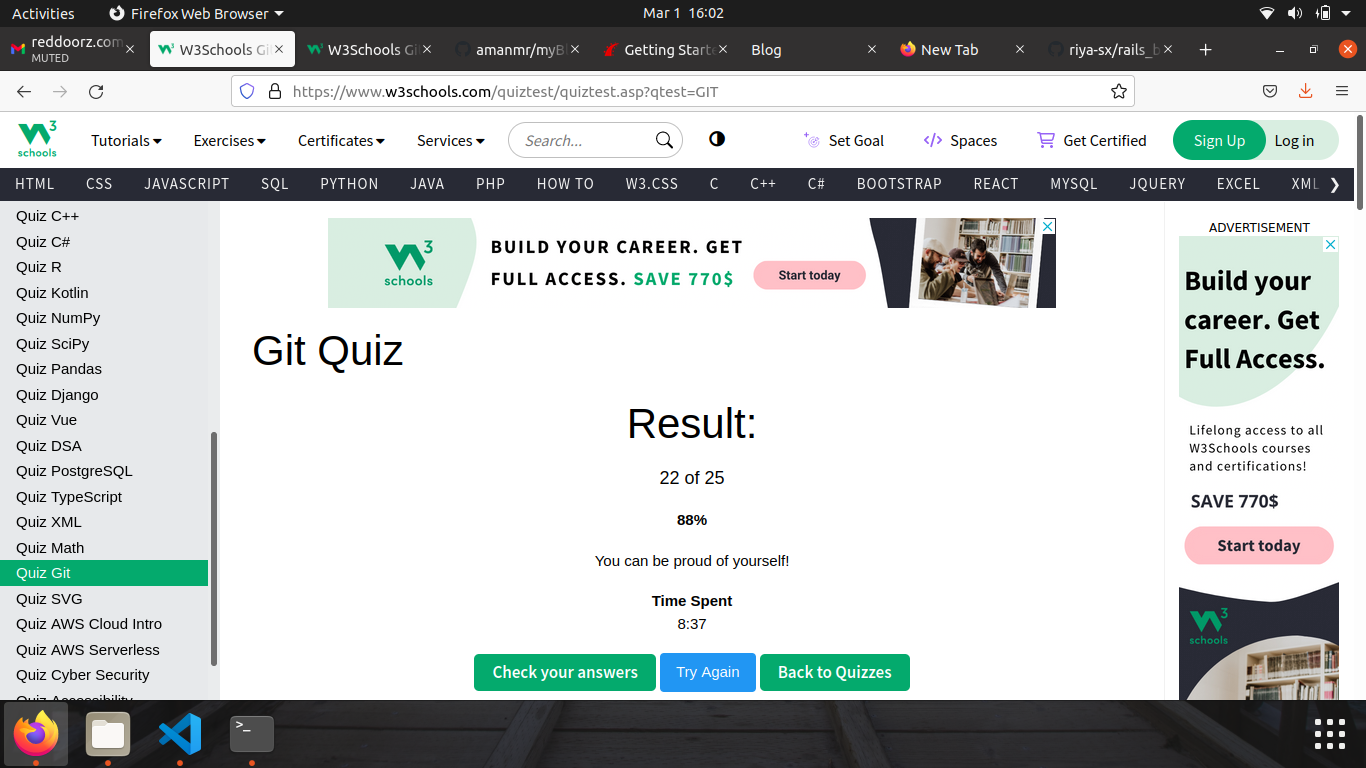 Activities
Firefox Web Browser
Mar 1 16:02
reddoorz.com
MUTED
W3Schools Gi
W3Schools Gi
amanmr/myBl
Getting Starte
Blog
New Tab
riya-sx/rails_b
https://www.w3schools.com/quiztest/quiztest.asp?qtest=GIT
W3 schools
Tutorials
Exercises
Certificates
Services
Search...
Set Goal
Spaces
Get Certified
Sign Up
Log in
HTML
CSS
JAVASCRIPT
SQL
PYTHON
JAVA
PHP
HOW TO
W3.CSS
C
C++
C#
BOOTSTRAP
REACT
MYSQL
JQUERY
EXCEL
XML
Quiz C++
Quiz C#
Quiz R
Quiz Kotlin
Quiz NumPy
Quiz SciPy
Quiz Pandas
Quiz Django
Quiz Vue
Quiz DSA
Quiz PostgreSQL
Quiz TypeScript
Quiz XML
Quiz Math
Quiz Git
Quiz SVG
Quiz AWS Cloud Intro
Quiz AWS Serverless
Quiz Cyber Security
Quiz Accessibility
W3 schools
BUILD YOUR CAREER. GET
FULL ACCESS. SAVE 770$
Start today
Git Quiz
Result:
22 of 25
88%
You can be proud of yourself!
Time Spent
8:37
Check your answers
Try Again
Back to Quizzes
ADVERTISEMENT
Build your
career. Get
Full Access.
Lifelong access to all
W3Schools courses
and certifications!
SAVE 770$
Start today
W3 schools